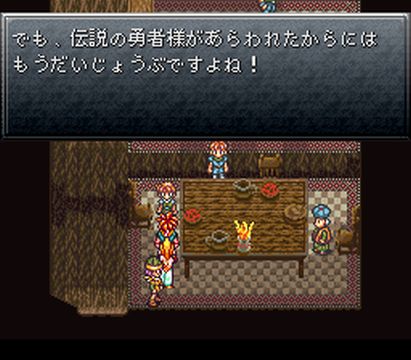 でも、伝説の勇者様があらわれたからには
もうだいじょうぶですよね！